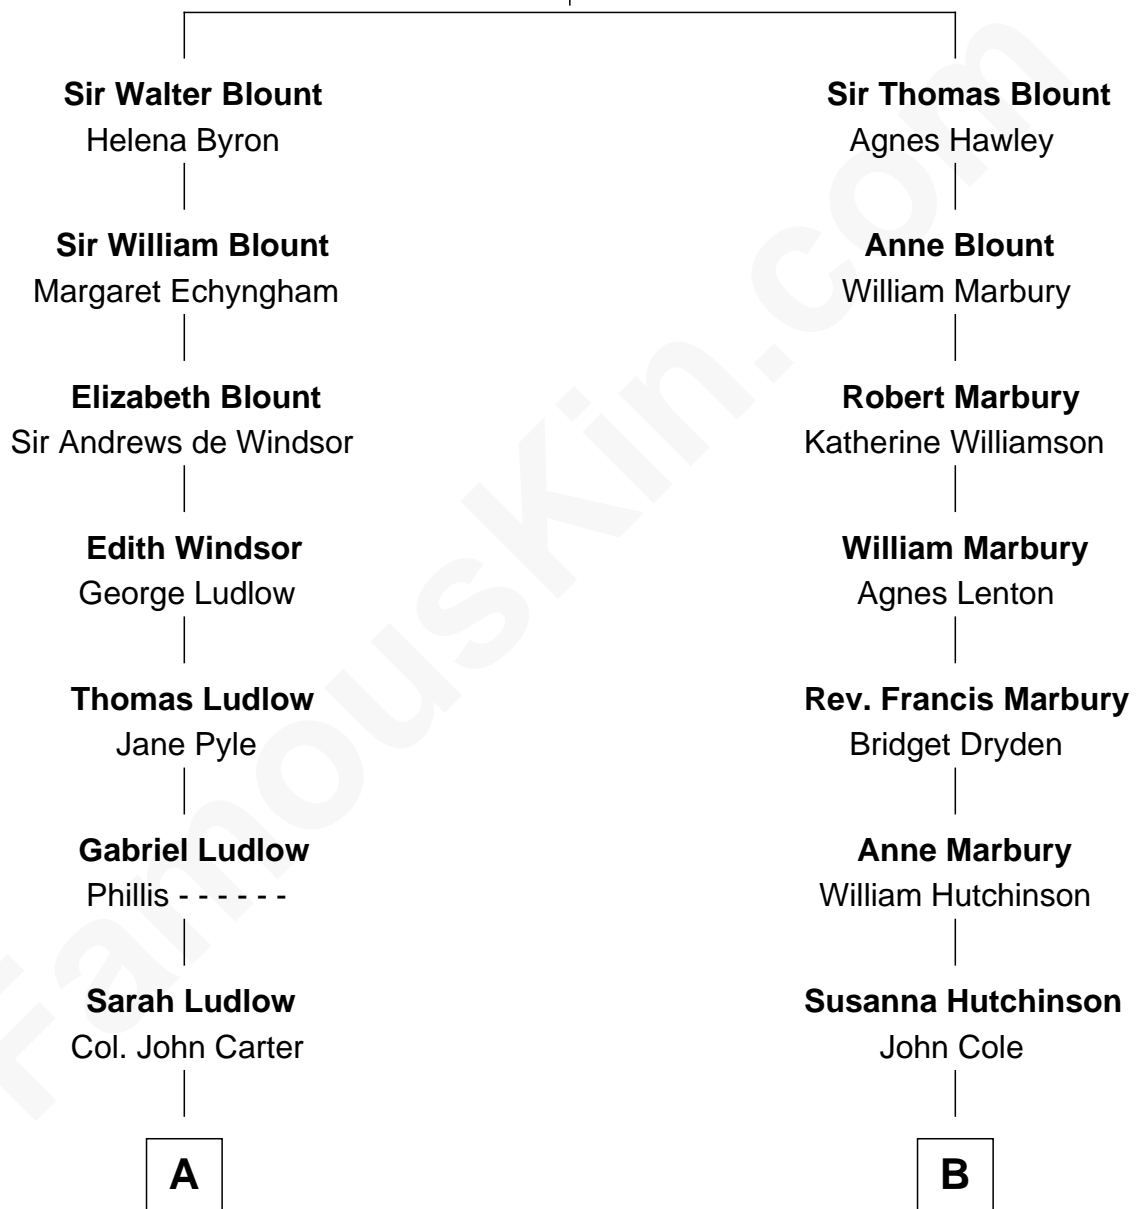 Sir Walter Blount
Helena Byron
Sir William Blount
Margaret Echyngham
Elizabeth Blount
Sir Andrews de Windsor
Edith Windsor
George Ludlow
Thomas Ludlow
Jane Pyle
Gabriel Ludlow
Phillis - - - - - -
Sarah Ludlow
Col. John Carter
A
Sir Thomas Blount
Agnes Hawley
Anne Blount
William Marbury
Robert Marbury
Katherine Williamson
William Marbury
Agnes Lenton
Rev. Francis Marbury
Bridget Dryden
Anne Marbury
William Hutchinson
Susanna Hutchinson
John Cole
B
FamousKin.com